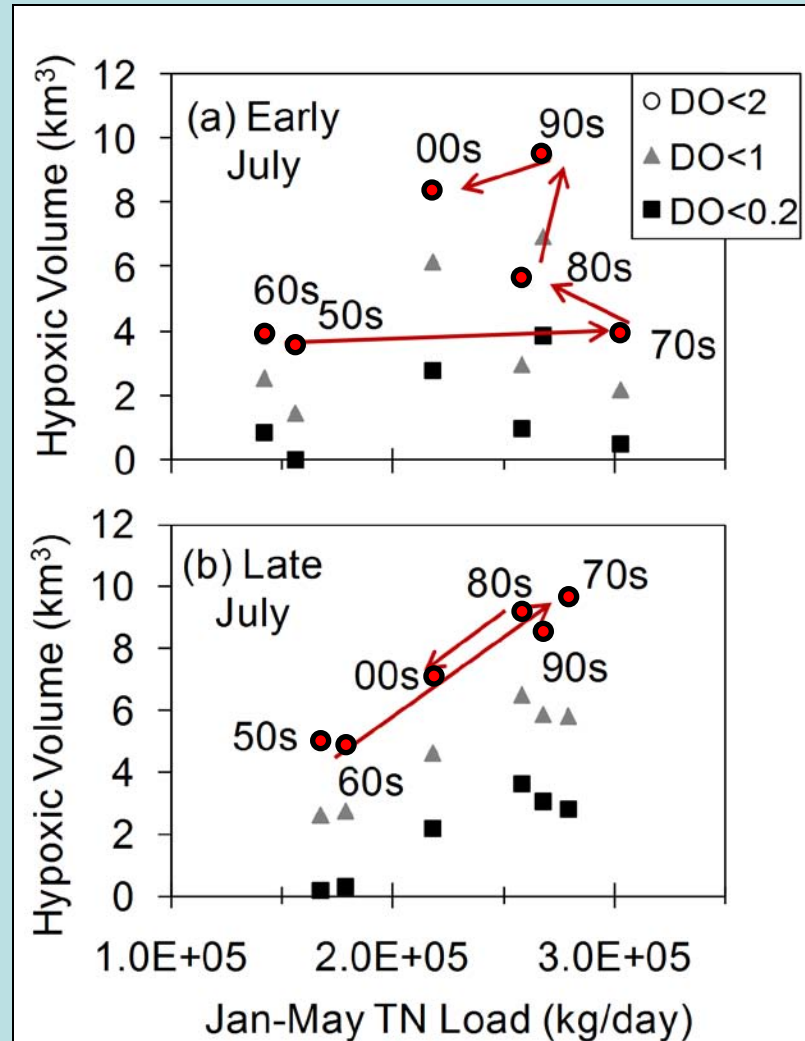 Hypoxic Volume (km³)
12
10
8
6
4
2
0
(a) Early
July
00s
90s
60s
50s
80s
70s
DO<2
DO<1
DO<0.2
Hypoxic Volume (km³)
12
10
8
6
4
2
0
(b) Late
July
80s
70s
00s
90s
50s
60s
1.0E+05
2.0E+05
3.0E+05
Jan-May TN Load (kg/day)